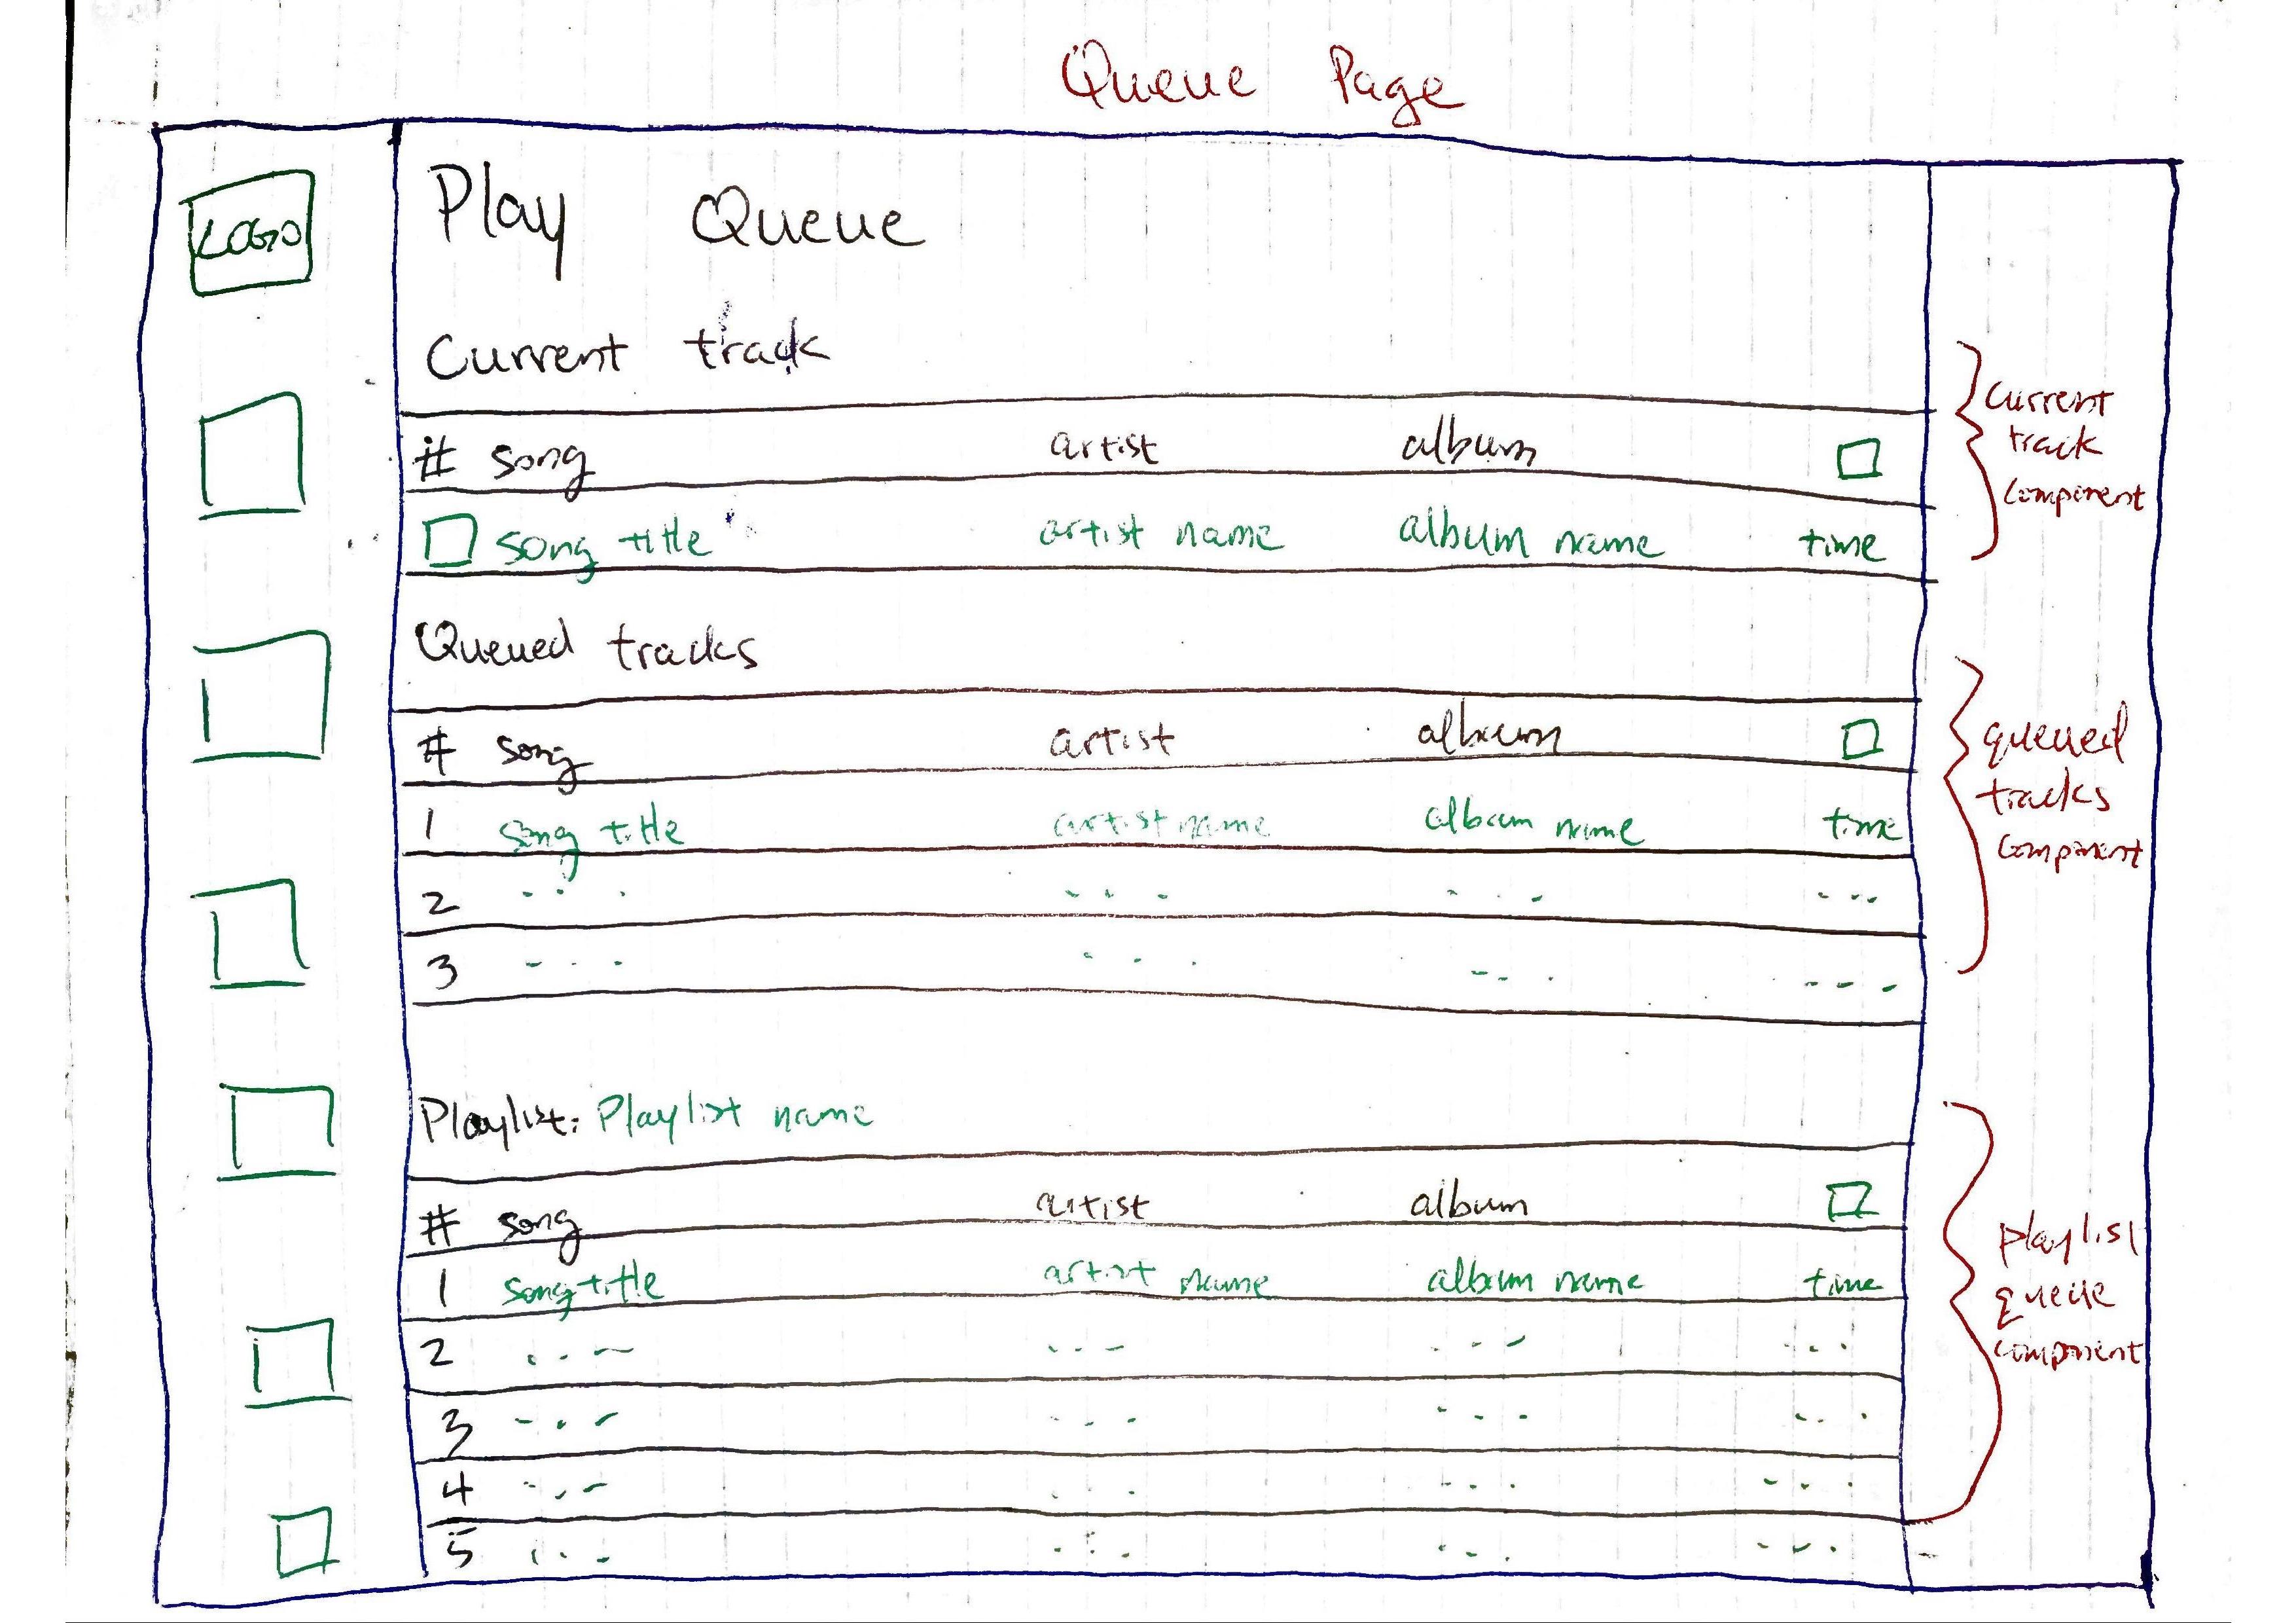 Queue Page
LOGO
Play Queue
Current track
# song artist album
song title artist name album name time
Current
track
component
Queued tracks
# song artist album
1 song title artist name album name time
2 . . . . . . . . . - - -
3 - . . . . . - - . - - -
queued
tracks
component
Playlist: Playlist name
# song artist album
1 song title artist name album name time
2 . . - - - - . - - . . .
3 - . - . - - - . . . . .
4 - . - . . . - . . - . .
5 . . - . . . - . . - . .
playlist
queue
component